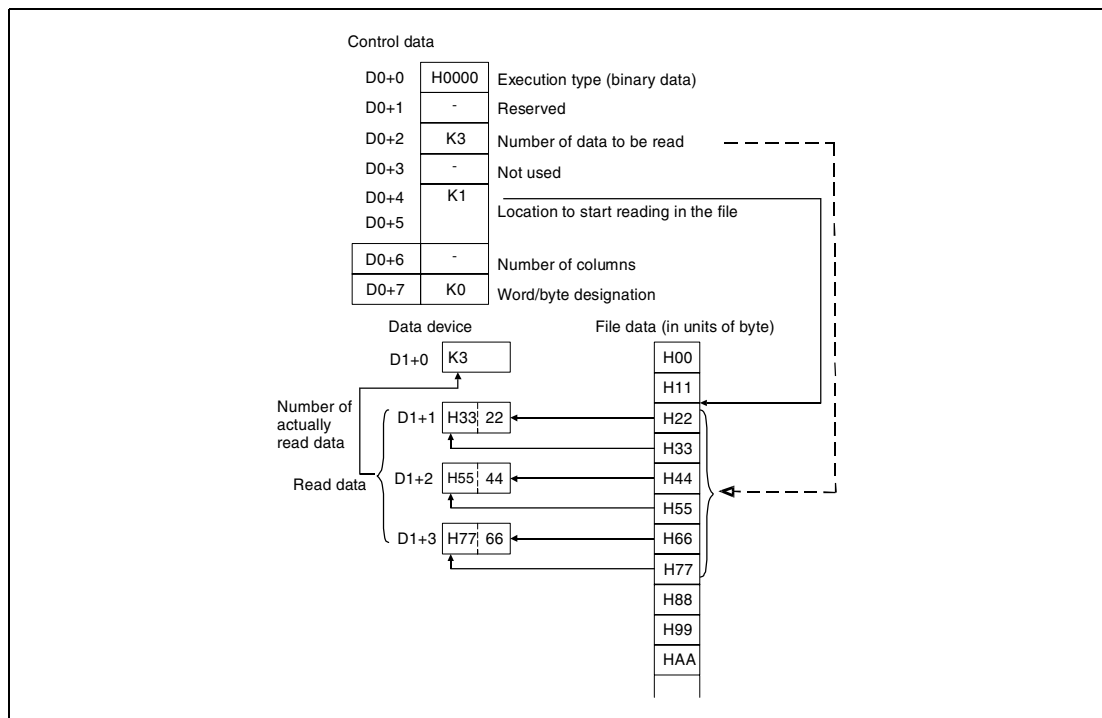 Control data
D0+0 H0000 Execution type (binary data)
D0+1 - Reserved
D0+2 K3 Number of data to be read
D0+3 - Not used
D0+4 K1
Location to start reading in the file
D0+5
D0+6 - Number of columns
D0+7 K0 Word/byte designation
Data device File data (in units of byte)
D1+0 K3 H00
H11
Number of
actually
read data
D1+1 H33 22 H22
H33
Read data D1+2 H55 44 H44
H55
D1+3 H77 66 H66
H77
H88
H99
HAA